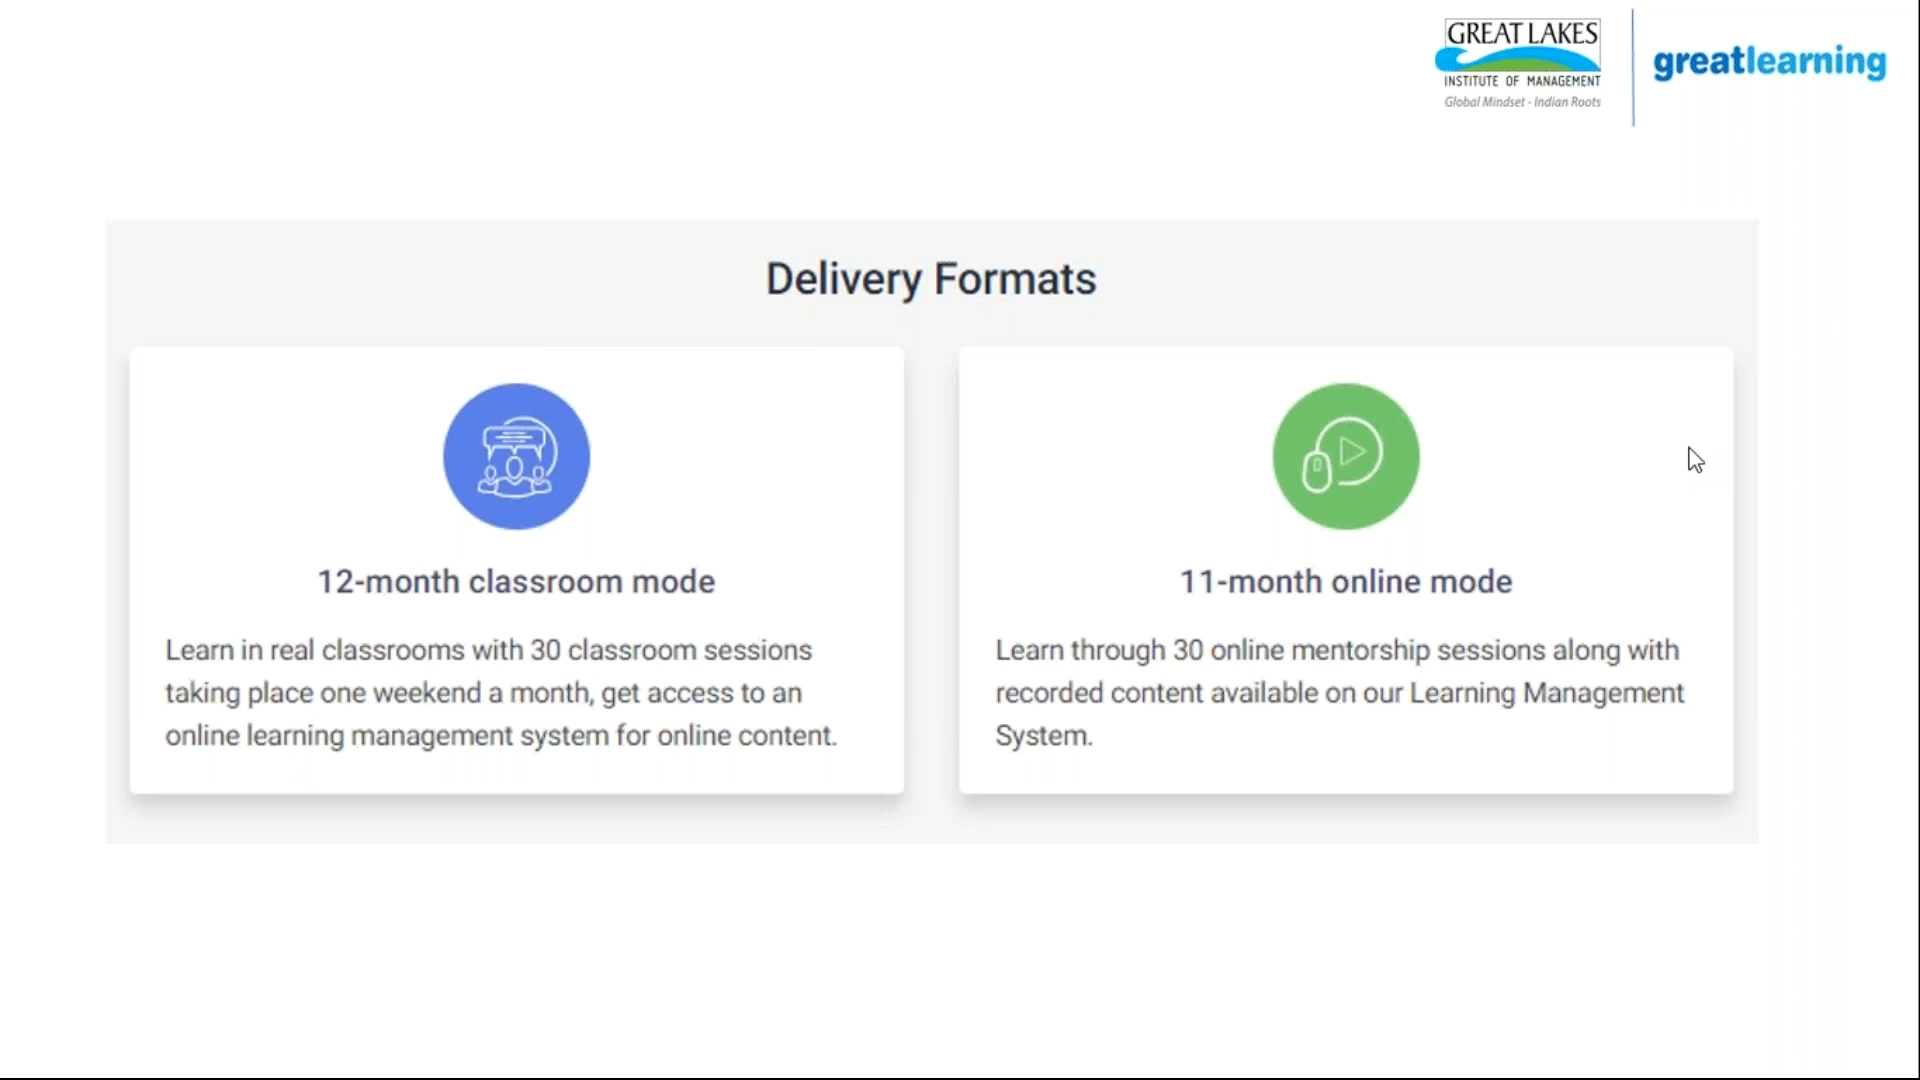 GREAT LAKES
INSTITUTE OF MANAGEMENT
Global Mindset - Indian Roots
greatlearning
Delivery Formats
12-month classroom mode
Learn in real classrooms with 30 classroom sessions
taking place one weekend a month, get access to an
online learning management system for online content.
11-month online mode
Learn through 30 online mentorship sessions along with
recorded content available on our Learning Management
System.